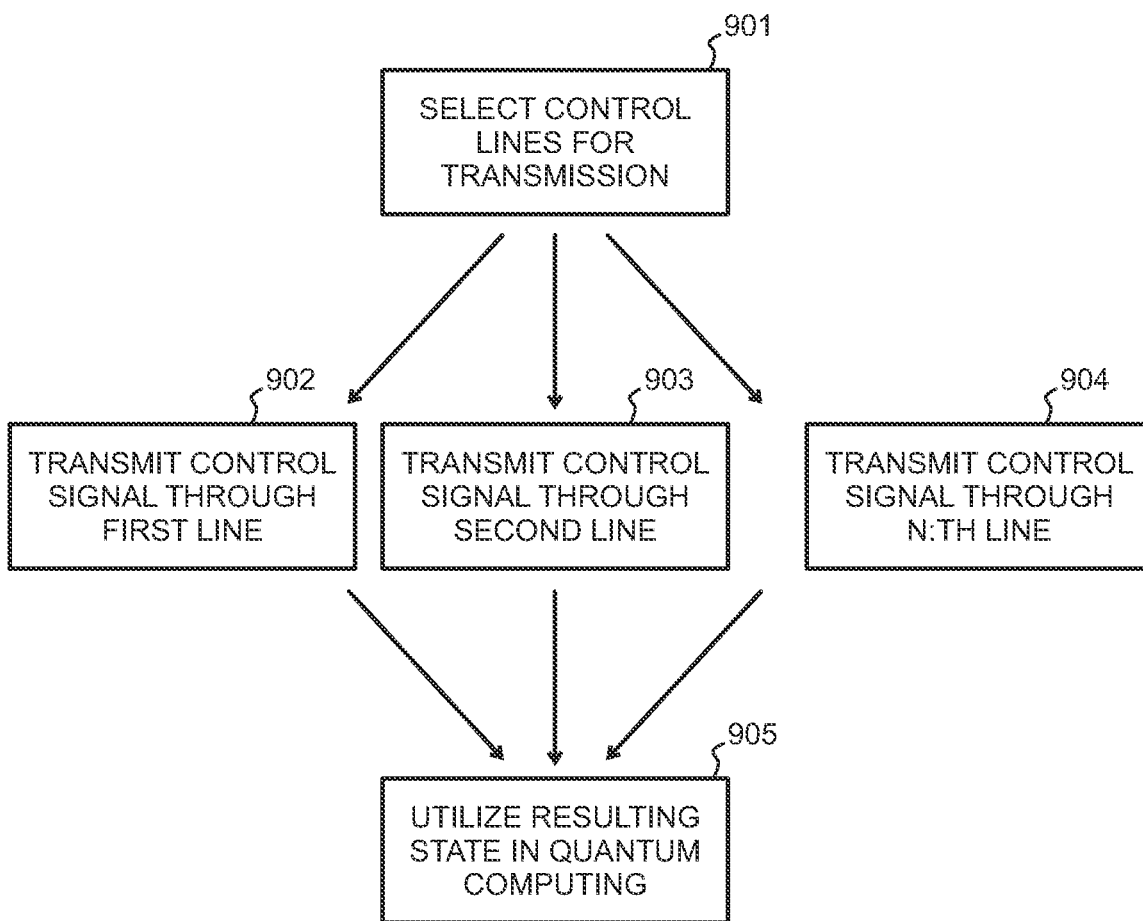 901
SELECT CONTROL
LINES FOR
TRANSMISSION
902
903
904
TRANSMIT CONTROL
SIGNAL THROUGH
FIRST LINE
TRANSMIT CONTROL
SIGNAL THROUGH
SECOND LINE
TRANSMIT CONTROL
SIGNAL THROUGH
N:TH LINE
905
UTILIZE RESULTING
STATE IN QUANTUM
COMPUTING